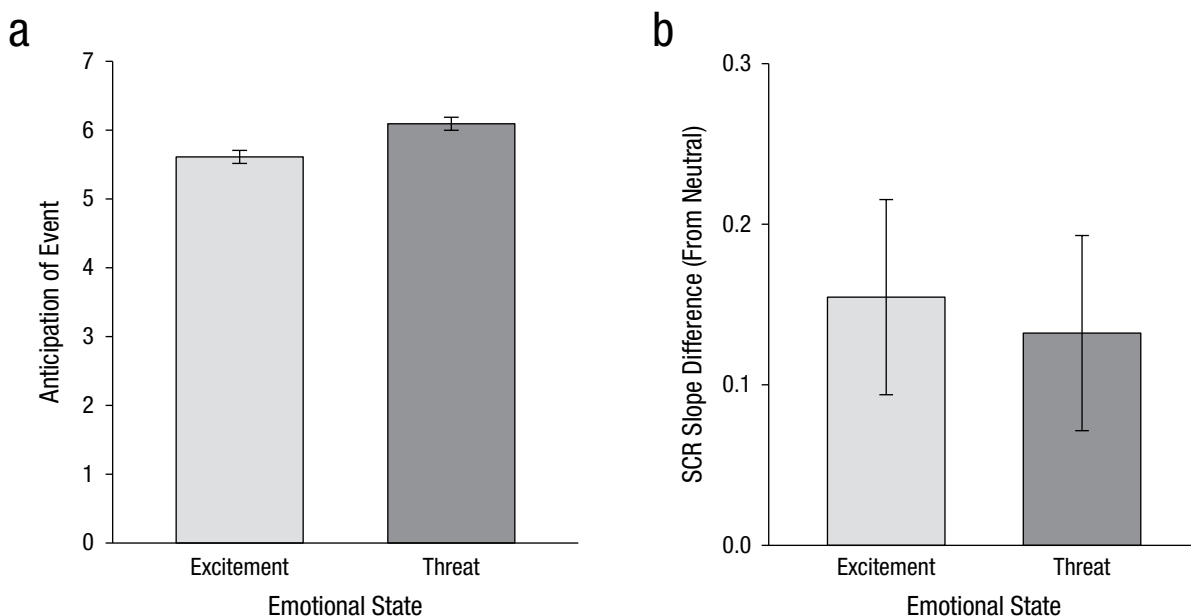 a
7
6
5
4
3
2
1
0
Anticipation of Event
Excitement Threat
Emotional State
b
0.3
0.2
0.1
0.0
SCR Slope Difference (From Neutral)
Excitement Threat
Emotional State